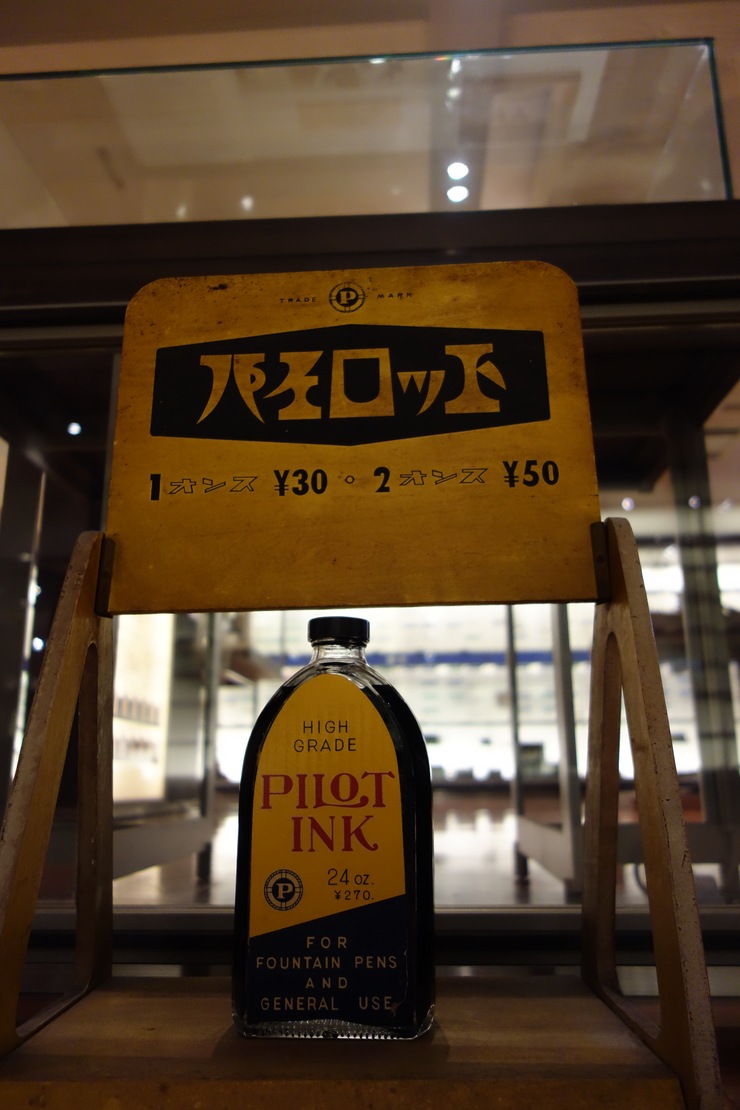 TRADE P MARK
パイロット
1オンス ¥30 ・ 2オンス ¥50
HIGH
GRADE
PILOT
INK
P
24 oz.
¥270.
FOR
FOUNTAIN PENS
AND
GENERAL USE